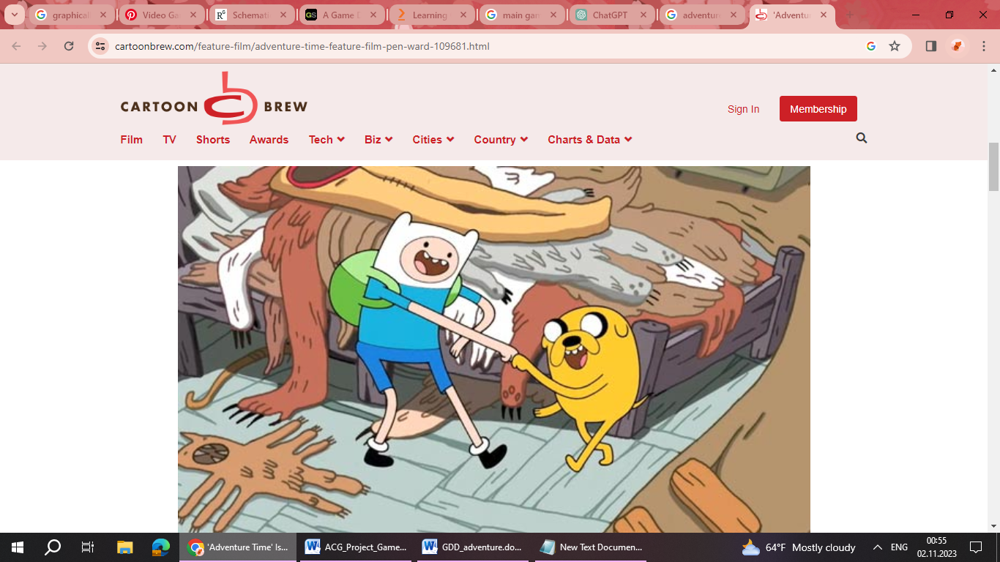 graphical
Video Ga
Schemati
GS
A Game D
Learning
main gam
ChatGPT
adventur
'Adventu
cartoonbrew.com/feature-film/adventure-time-feature-film-pen-ward-109681.html
CARTOON BREW
Sign In
Membership
Film
TV
Shorts
Awards
Tech
Biz
Cities
Country
Charts & Data
'Adventure Time' Is...
ACG_Project_Game...
GDD_adventure.do...
New Text Documen...
64°F Mostly cloudy
ENG
00:55
02.11.2023